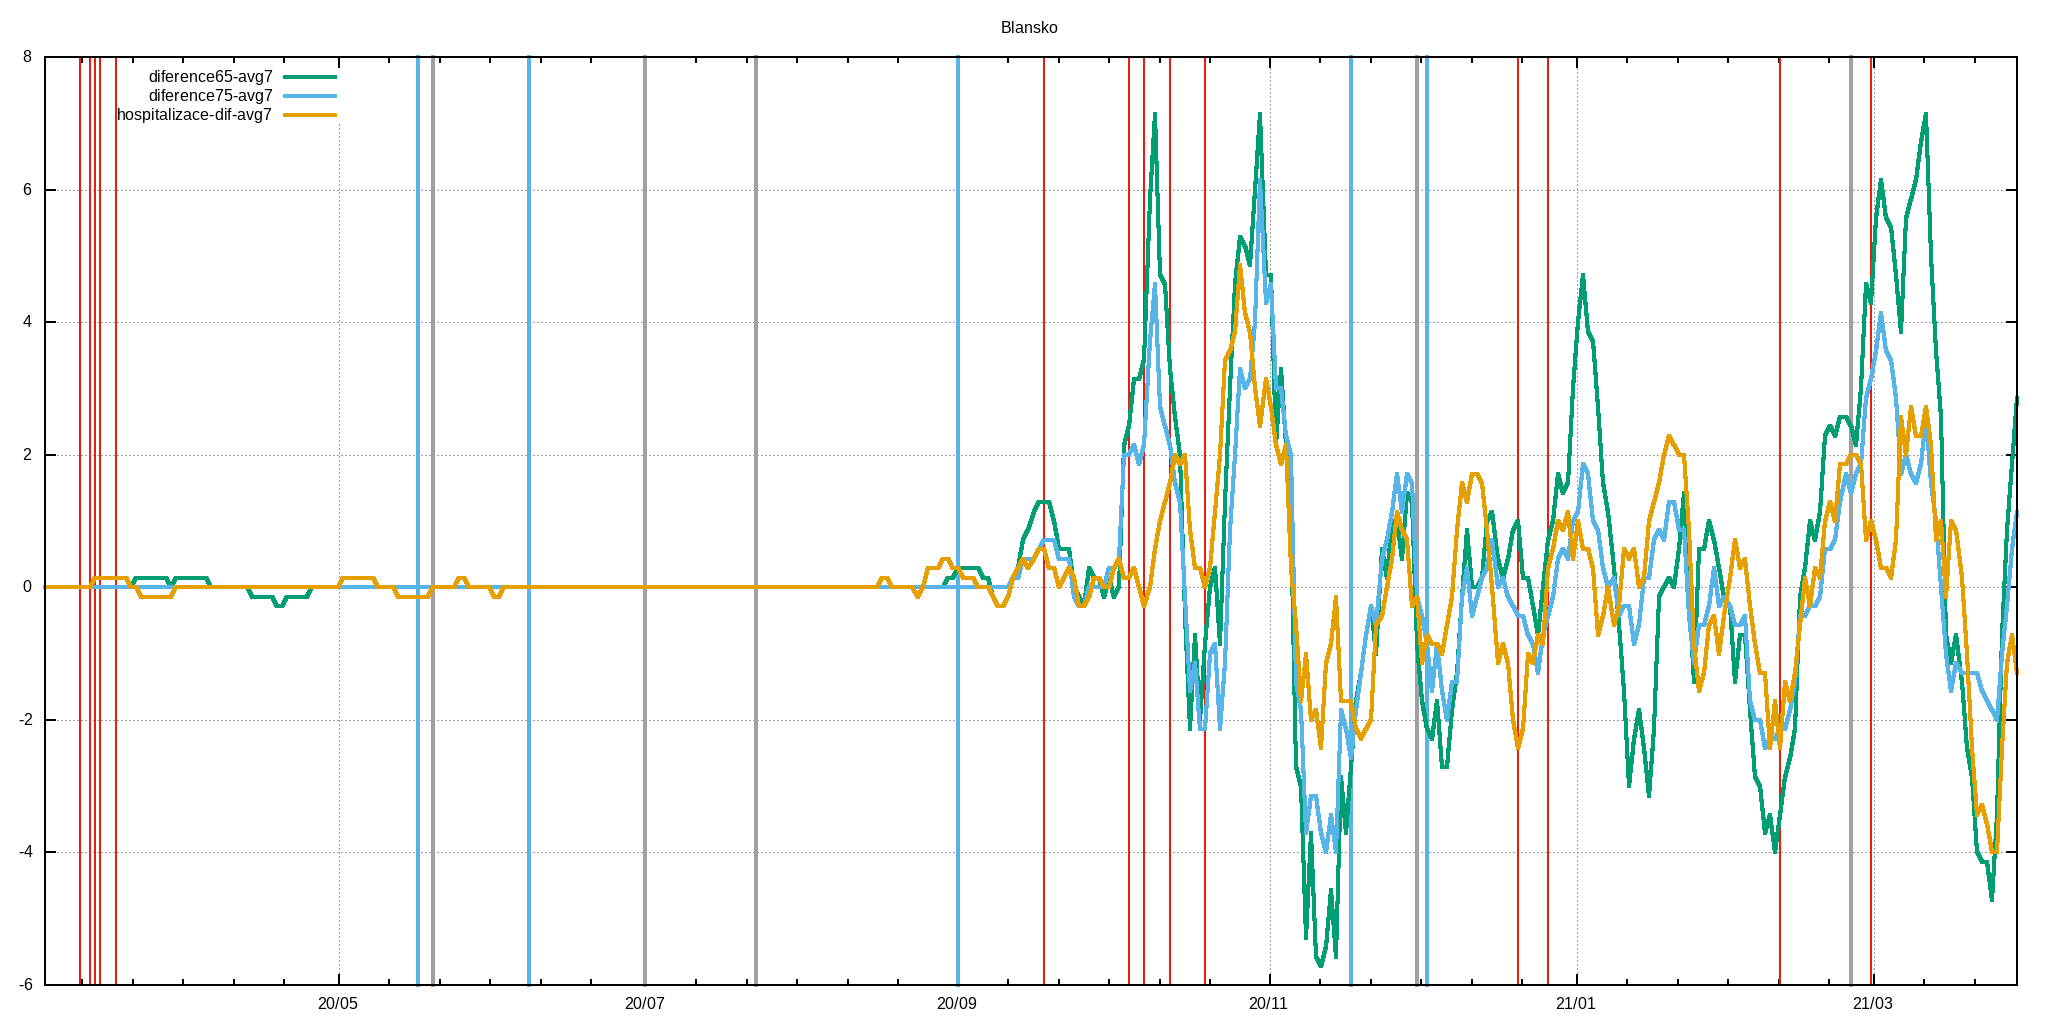 Blansko
8
diference65-avg7
diference75-avg7
hospitalizace-dif-avg7
6
4
2
0
-2
-4
-6
20/05 20/07 20/09 20/11 21/01 21/03